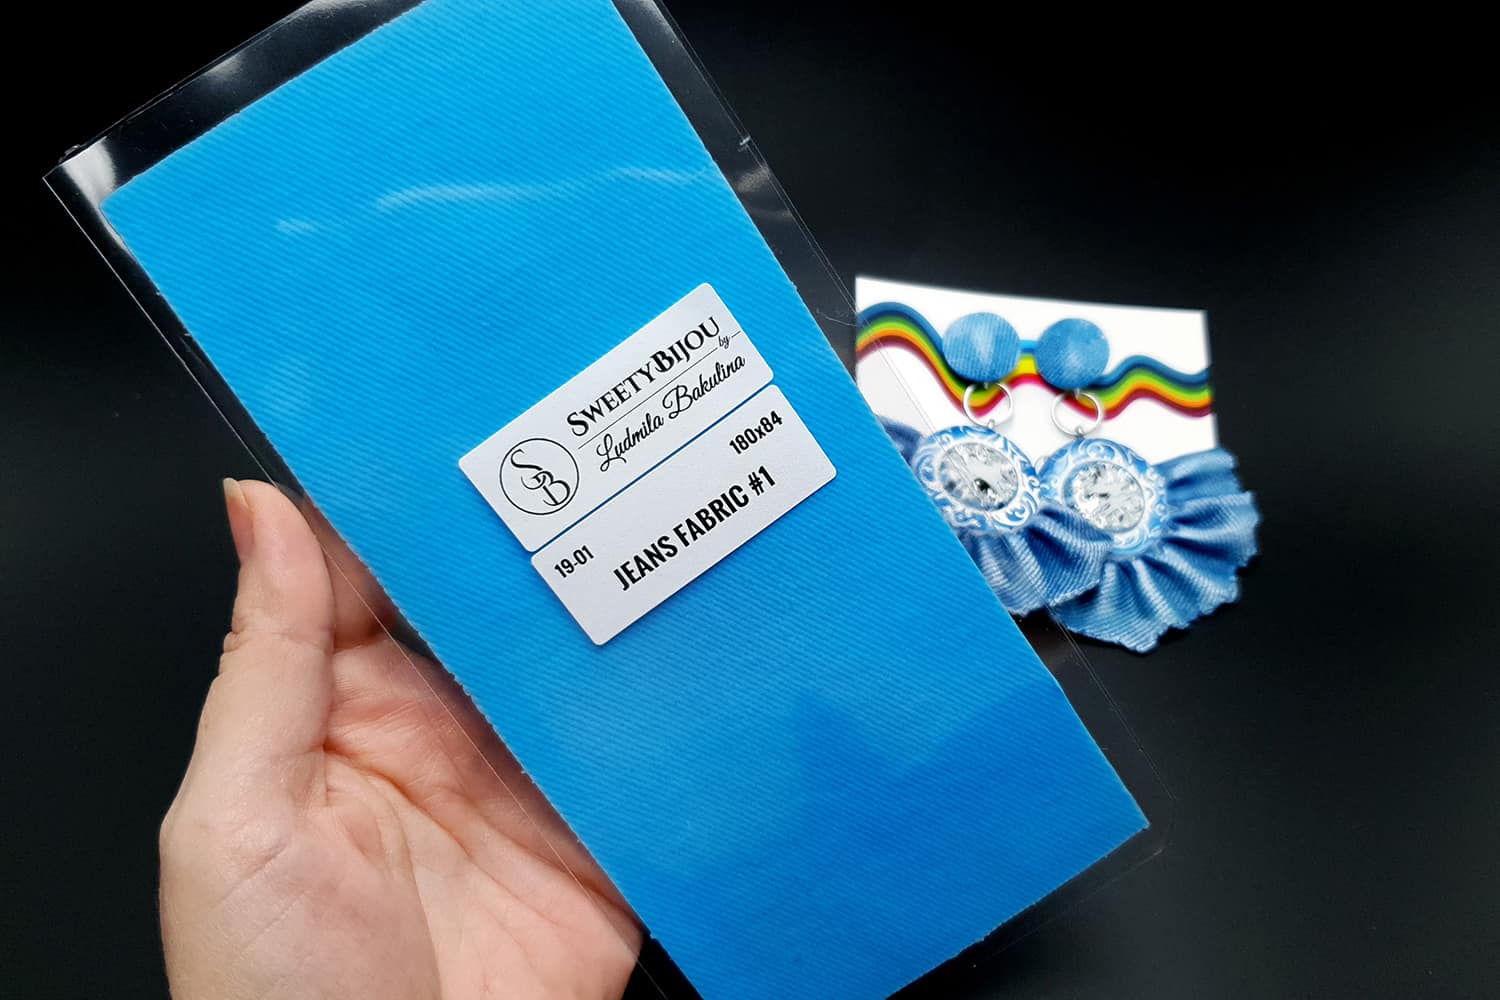 SWEETYBIJOU
by
Ludmila Bakulina
SB
180x84
19-01
JEANS FABRIC #1